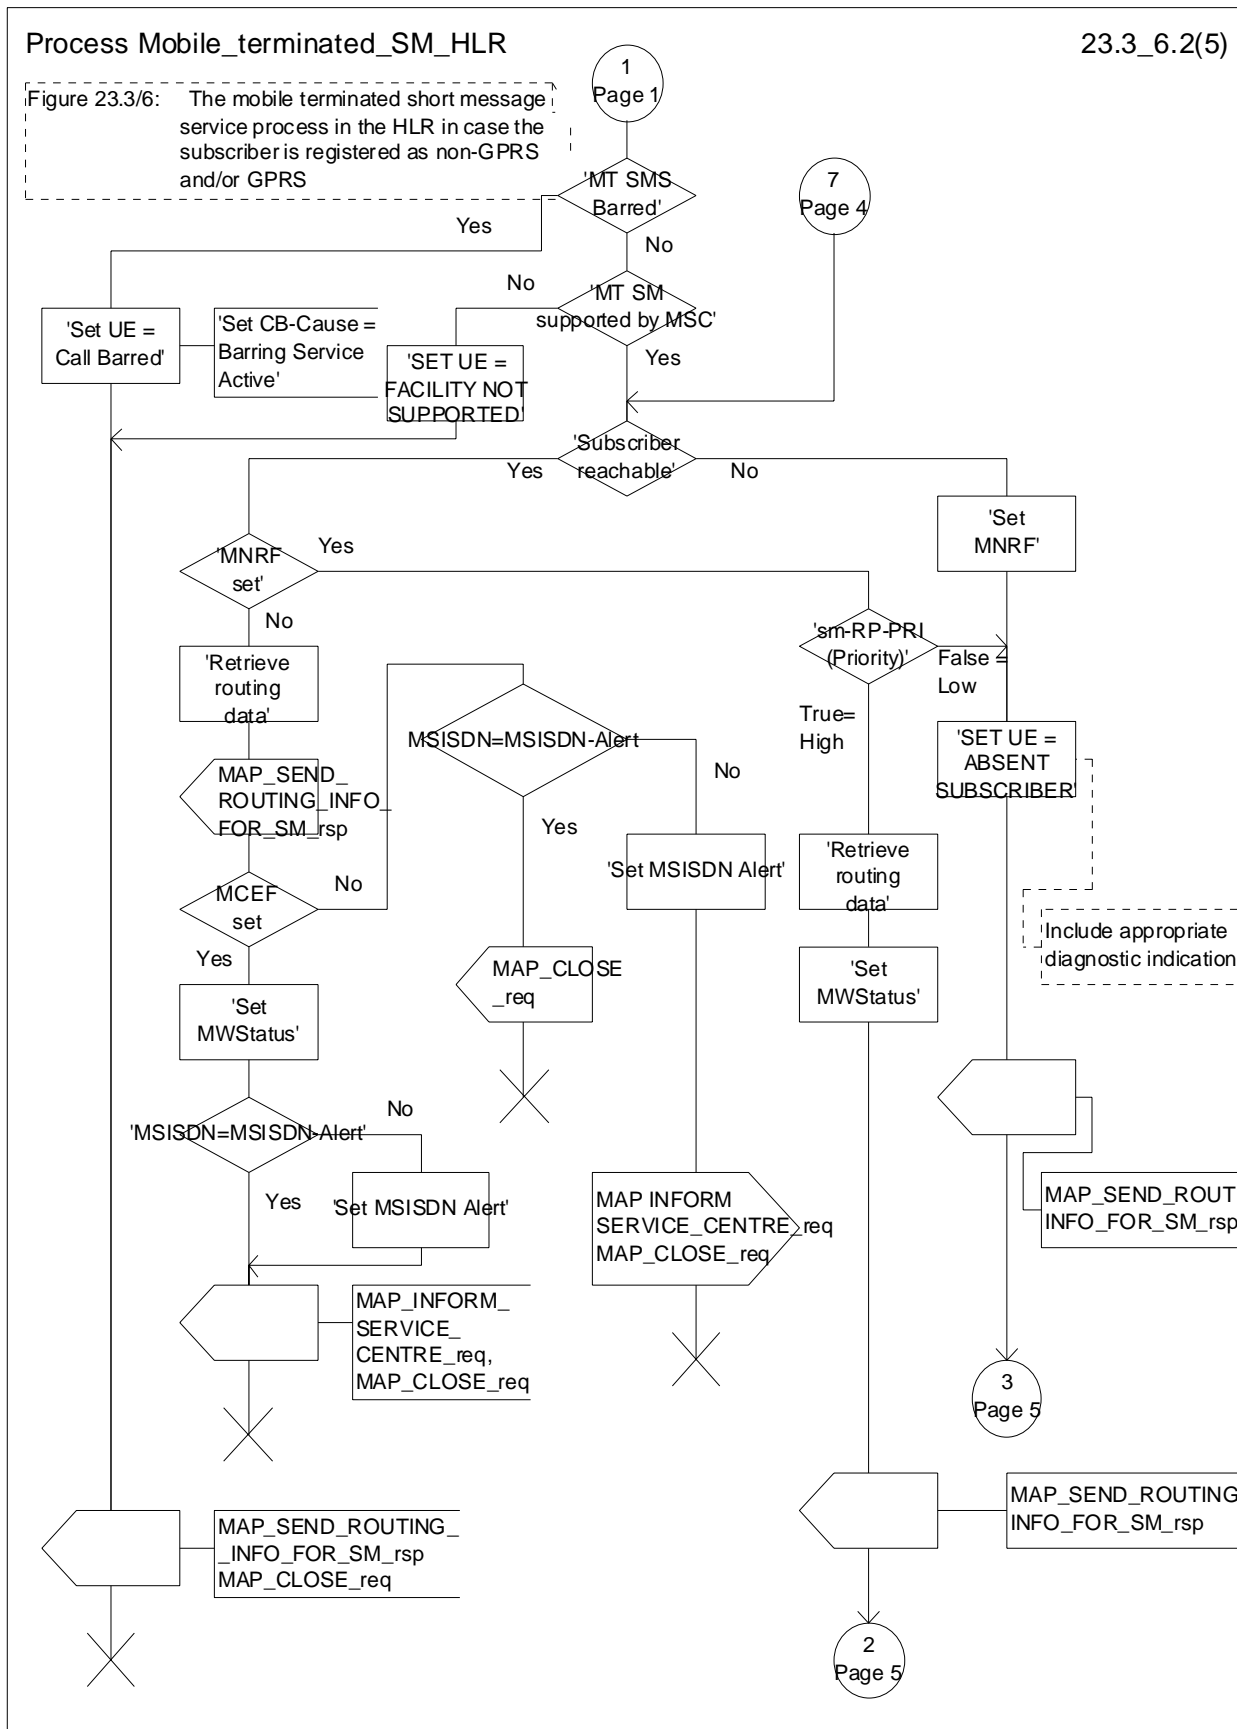 Process Mobile_terminated_SM_HLR
23.3_6.2(5)
1
Page 1
Figure 23.3/6: The mobile terminated short message
service process in the HLR in case the
subscriber is registered as non-GPRS
and/or GPRS
'MT SMS
Barred'
7
Page 4
Yes
No
No
'MT SM
supported by MSC'
'Set UE =
Call Barred'
'Set CB-Cause =
Barring Service
Active'
'SET UE =
FACILITY NOT
SUPPORTED'
Yes
'Subscriber
reachable'
Yes
No
'Set
MNRF'
'MNRF
set'
Yes
No
'sm-RP-PRI
(Priority)'
False =
Low
True=
High
'Retrieve
routing
data'
MSISDN=MSISDN-Alert
No
Yes
'SET UE =
ABSENT
SUBSCRIBER'
MAP_SEND_
ROUTING_INFO_
FOR_SM_rsp
'Set MSISDN Alert'
'Retrieve
routing
data'
MCEF
set
No
Yes
Include appropriate
diagnostic indication
MAP_CLOSE
_req
'Set
MWStatus'
'Set
MWStatus'
'MSISDN=MSISDN-Alert'
No
Yes
'Set MSISDN Alert'
MAP INFORM
SERVICE_CENTRE_req
MAP_CLOSE_req
MAP_SEND_ROUTI
INFO_FOR_SM_rsp
MAP_INFORM_
SERVICE_
CENTRE_req,
MAP_CLOSE_req
3
Page 5
MAP_SEND_ROUTING_
_INFO_FOR_SM_rsp
MAP_CLOSE_req
MAP_SEND_ROUTING
INFO_FOR_SM_rsp
2
Page 5